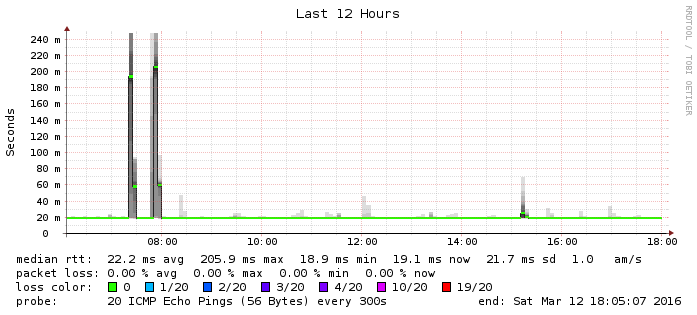 Last 12 Hours
RRDTOOL / TOBI OETIKER
Seconds
240 m
220 m
200 m
180 m
160 m
140 m
120 m
100 m
80 m
60 m
40 m
20 m
0
08:00 10:00 12:00 14:00 16:00 18:00
median rtt: 22.2 ms avg 205.9 ms max 18.9 ms min 19.1 ms now 21.7 ms sd 1.0 am/s
packet loss: 0.00 % avg 0.00 % max 0.00 % min 0.00 % now
loss color: 0 1/20 2/20 3/20 4/20 10/20 19/20
probe: 20 ICMP Echo Pings (56 Bytes) every 300s end: Sat Mar 12 18:05:07 2016